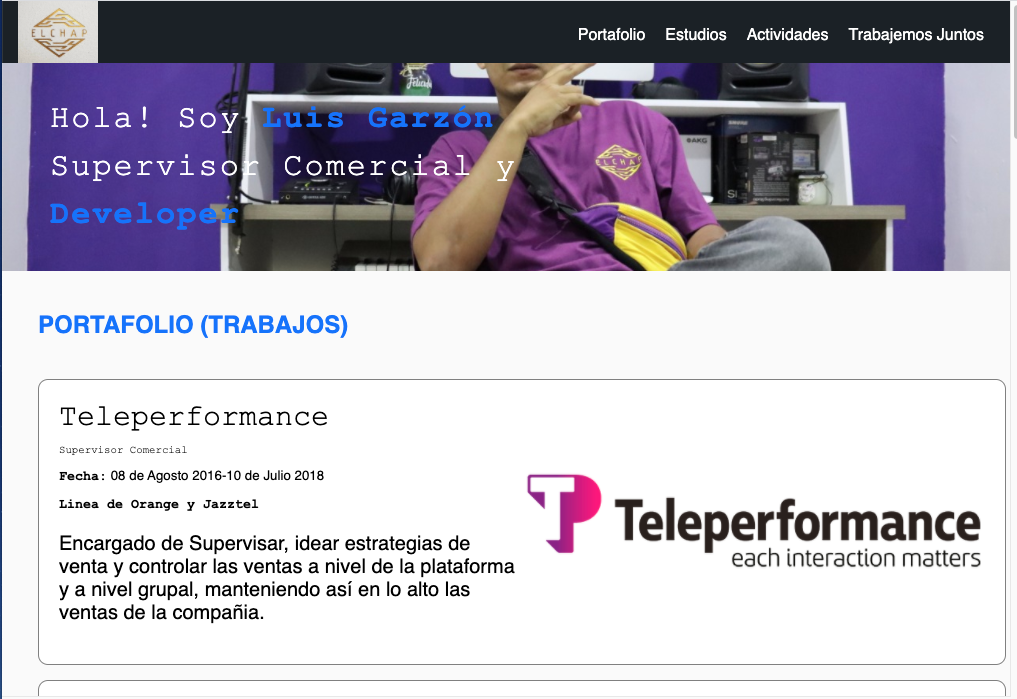 ELCHAP
Portafolio Estudios Actividades Trabajemos Juntos
Hola! Soy Luis Garzón
Supervisor Comercial y
Developer
ELCHAP
AKG
PORTAFOLIO (TRABAJOS)
Teleperformance
Supervisor Comercial
Fecha: 08 de Agosto 2016-10 de Julio 2018
Linea de Orange y Jazztel
Encargado de Supervisar, idear estrategias de
venta y controlar las ventas a nivel de la plataforma
y a nivel grupal, manteniendo así en lo alto las
ventas de la compañia.
Teleperformance
each interaction matters